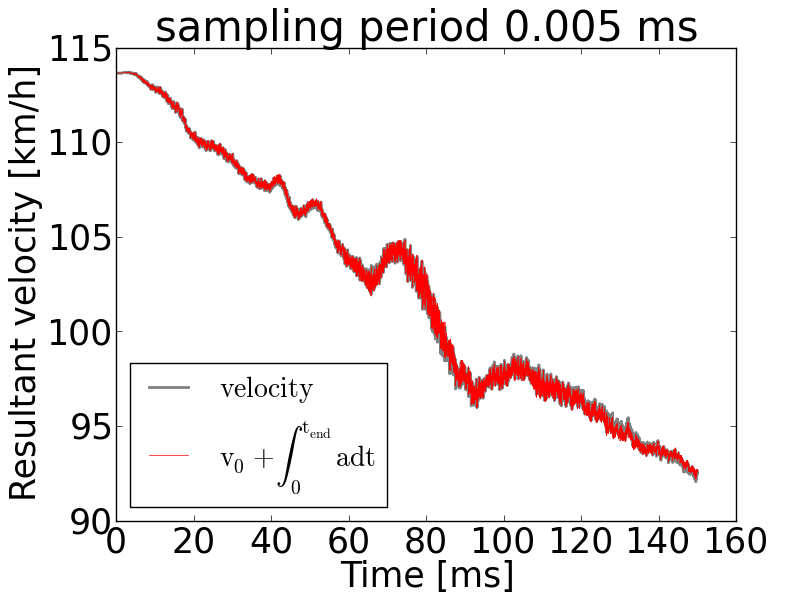 sampling period 0.005 ms
Resultant velocity [km/h]
115
110
105
100
95
90
velocity
v₀ + ∫₀^{t_end} adt
0 20 40 60 80 100 120 140 160
Time [ms]